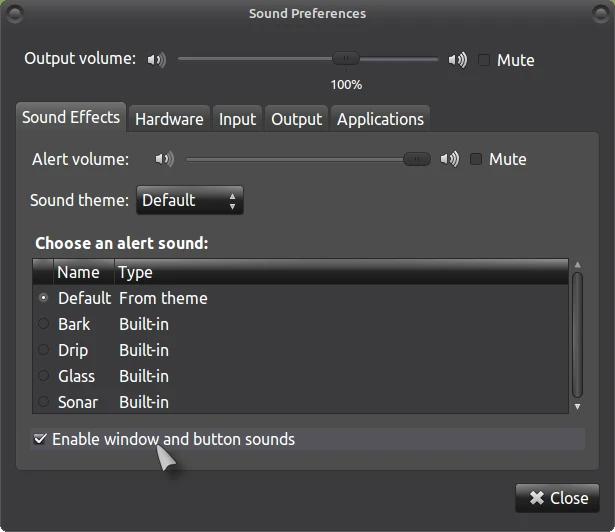 Sound Preferences
Output volume: Mute
100%
Sound Effects Hardware Input Output Applications
Alert volume: Mute
Sound theme: Default
Choose an alert sound:
Name Type
Default From theme
Bark Built-in
Drip Built-in
Glass Built-in
Sonar Built-in
Enable window and button sounds
Close